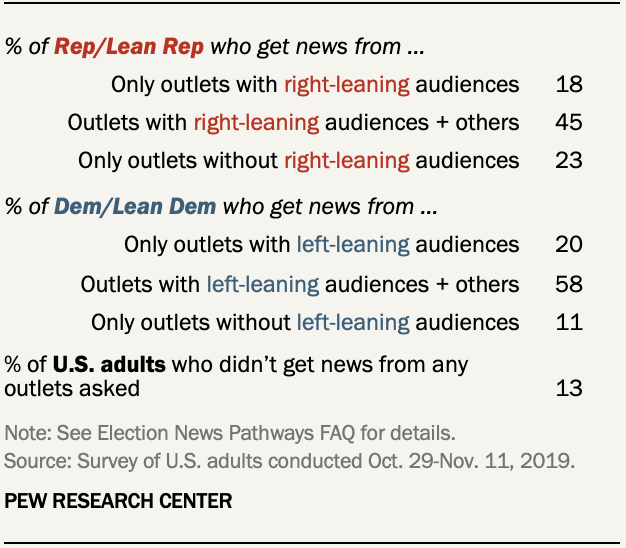 % of Rep/Lean Rep who get news from ...
Only outlets with right-leaning audiences 18
Outlets with right-leaning audiences + others 45
Only outlets without right-leaning audiences 23
% of Dem/Lean Dem who get news from ...
Only outlets with left-leaning audiences 20
Outlets with left-leaning audiences + others 58
Only outlets without left-leaning audiences 11
% of U.S. adults who didn't get news from any
outlets asked 13
Note: See Election News Pathways FAQ for details.
Source: Survey of U.S. adults conducted Oct. 29-Nov. 11, 2019.
PEW RESEARCH CENTER